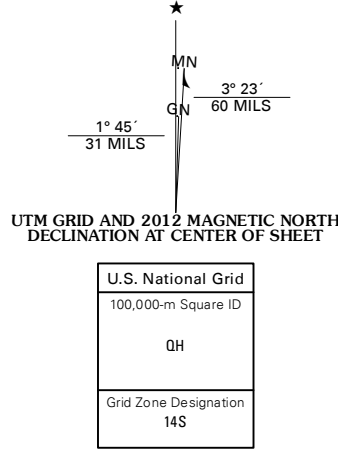 ★
MN
3° 23´
60 MILS
GN
1° 45´
31 MILS
UTM GRID AND 2012 MAGNETIC NORTH
DECLINATION AT CENTER OF SHEET
U.S. National Grid
100,000-m Square ID
QH
Grid Zone Designation
14S